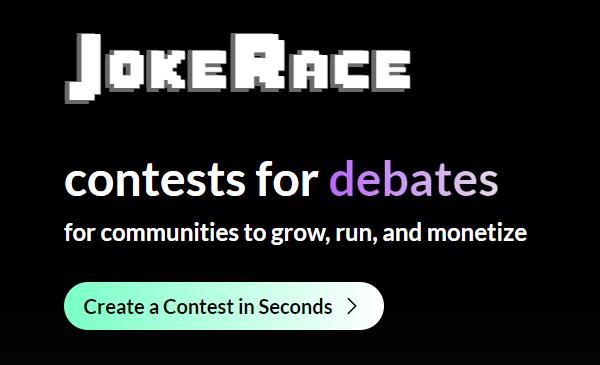 JokeRace
contests for debates
for communities to grow, run, and monetize
Create a Contest in Seconds